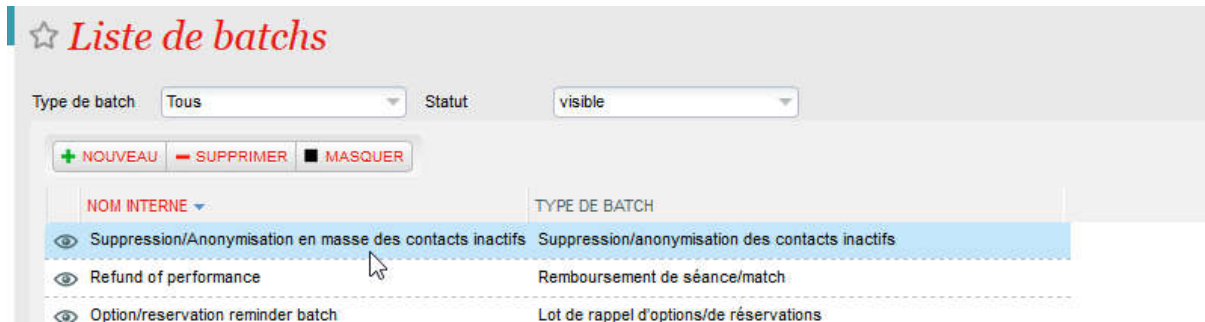 Liste de batchs
Type de batch Tous Statut visible
NOUVEAU SUPPRIMER MASQUER
NOM INTERNE TYPE DE BATCH
Suppression/Anonymisation en masse des contacts inactifs Suppression/anonymisation des contacts inactifs
Refund of performance Remboursement de séance/match
Option/reservation reminder batch Lot de rappel d'options/de réservations